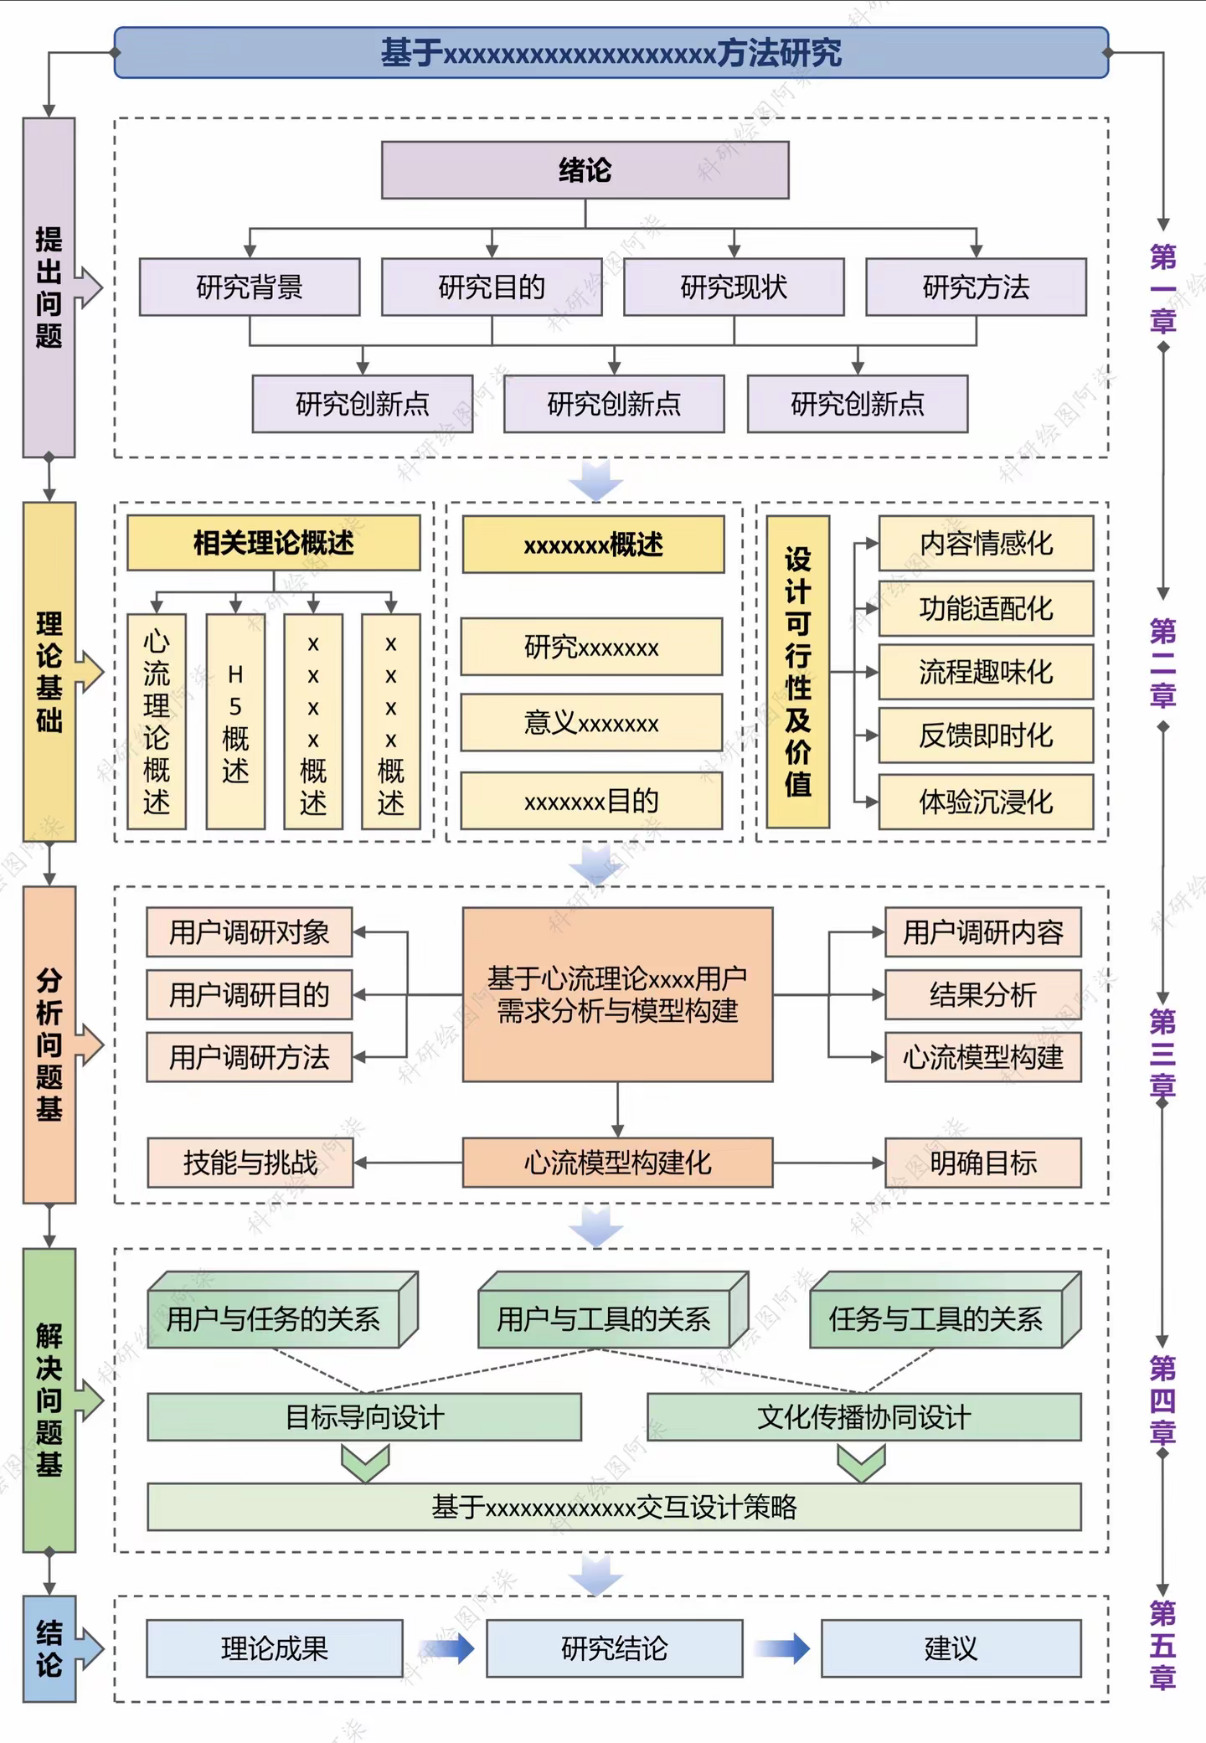 基于xxxxxxxxxxxxxxxxxxx方法研究
提出问题
绪论
研究背景
研究目的
研究现状
研究方法
研究创新点
研究创新点
研究创新点
第一章
理论基础
相关理论概述
心流理论概述
H5概述
xxxx概述
xxxx概述
xxxxxxx概述
研究xxxxxxx
意义xxxxxxx
xxxxxxx目的
设计可行性及价值
内容情感化
功能适配化
流程趣味化
反馈即时化
体验沉浸化
第二章
分析问题基
用户调研对象
用户调研目的
用户调研方法
基于心流理论xxxx用户
需求分析与模型构建
用户调研内容
结果分析
心流模型构建
技能与挑战
心流模型构建化
明确目标
第三章
解决问题基
用户与任务的关系
用户与工具的关系
任务与工具的关系
目标导向设计
文化传播协同设计
基于xxxxxxxxxxxxx交互设计策略
第四章
结论
理论成果
研究结论
建议
第五章
科研绘图阿柒